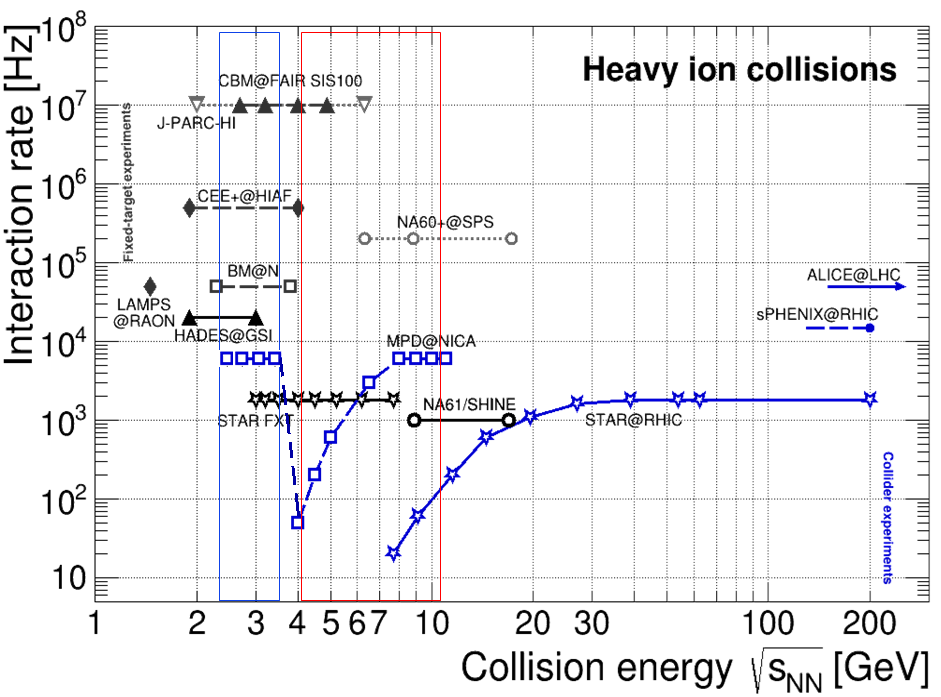 10^8
10^7
10^6
10^5
10^4
10^3
10^2
10
Interaction rate [Hz]
Heavy ion collisions
CBM@FAIR SIS100
J-PARC-HI
Fixed-target experiments
CEE+@HIAF
NA60+@SPS
BM@N
ALICE@LHC
LAMPS
@RAON
sPHENIX@RHIC
HADES@GSI
MPD@NICA
STAR FXT
NA61/SHINE
STAR@RHIC
Collider experiments
1 2 3 4 5 6 7 10 20 30 100 200
Collision energy √s_NN [GeV]